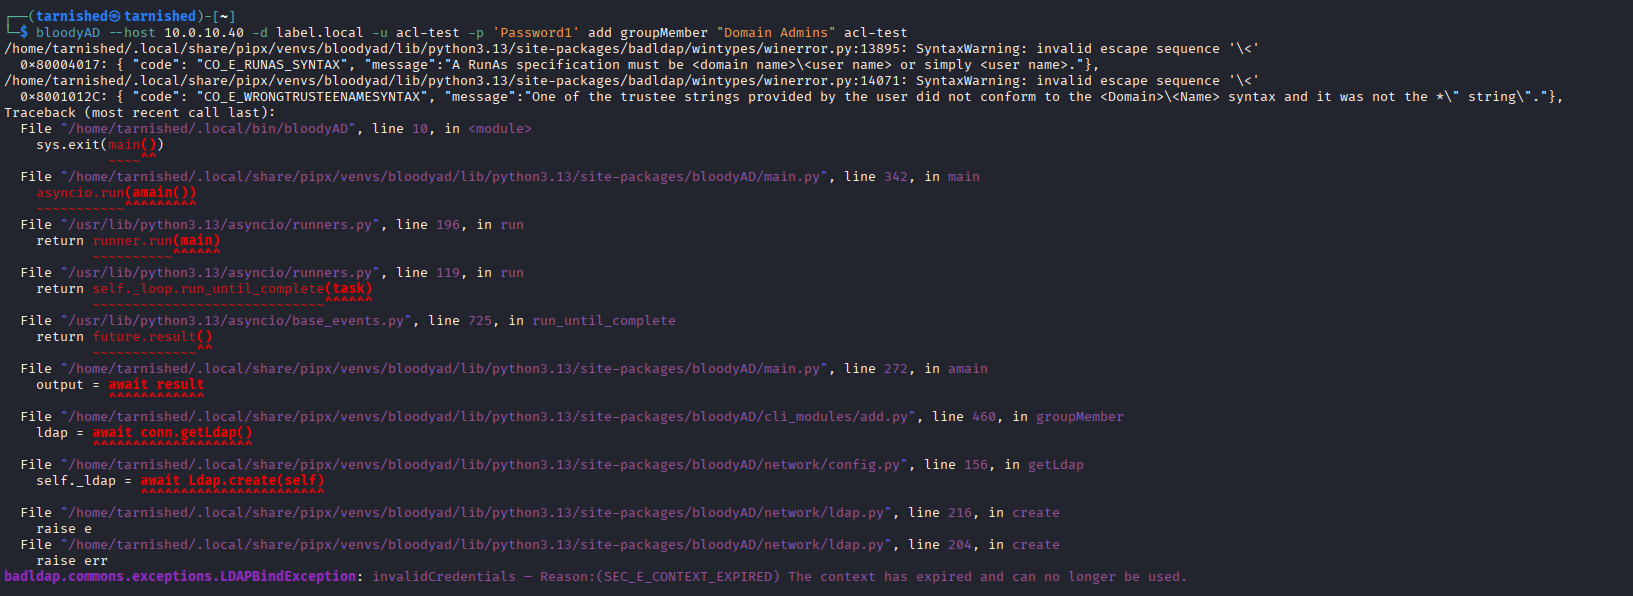 ┌──(tarnished㉿tarnished)-[~]
└─$ bloodyAD --host 10.0.10.40 -d label.local -u acl-test -p 'Password1' add groupMember "Domain Admins" acl-test
/home/tarnished/.local/share/pipx/venvs/bloodyad/lib/python3.13/site-packages/badldap/wintypes/winerror.py:13895: SyntaxWarning: invalid escape sequence '\<'
  0×80004017: { "code": "CO_E_RUNAS_SYNTAX", "message":"A RunAs specification must be <domain name>\<user name> or simply <user name>."},
/home/tarnished/.local/share/pipx/venvs/bloodyad/lib/python3.13/site-packages/badldap/wintypes/winerror.py:14071: SyntaxWarning: invalid escape sequence '\<'
  0×8001012C: { "code": "CO_E_WRONGTRUSTEENAMESYNTAX", "message":"One of the trustee strings provided by the user did not conform to the <Domain>\<Name> syntax and it was not the *\" string\"."},
Traceback (most recent call last):
  File "/home/tarnished/.local/bin/bloodyAD", line 10, in <module>
    sys.exit(main())
             ~~~~^^
  File "/home/tarnished/.local/share/pipx/venvs/bloodyad/lib/python3.13/site-packages/bloodyAD/main.py", line 342, in main
    asyncio.run(amain())
    ~~~~~~~~~~~^^^^^^^^^
  File "/usr/lib/python3.13/asyncio/runners.py", line 196, in run
    return runner.run(main)
           ~~~~~~~~~~^^^^^^
  File "/usr/lib/python3.13/asyncio/runners.py", line 119, in run
    return self._loop.run_until_complete(task)
           ~~~~~~~~~~~~~~~~~~~~~~~~~~~~~^^^^^^
  File "/usr/lib/python3.13/asyncio/base_events.py", line 725, in run_until_complete
    return future.result()
           ~~~~~~~~~~~~~^^
  File "/home/tarnished/.local/share/pipx/venvs/bloodyad/lib/python3.13/site-packages/bloodyAD/main.py", line 272, in amain
    output = await result
             ^^^^^^^^^^^^
  File "/home/tarnished/.local/share/pipx/venvs/bloodyad/lib/python3.13/site-packages/bloodyAD/cli_modules/add.py", line 460, in groupMember
    ldap = await conn.getLdap()
           ^^^^^^^^^^^^^^^^^^^^
  File "/home/tarnished/.local/share/pipx/venvs/bloodyad/lib/python3.13/site-packages/bloodyAD/network/config.py", line 156, in getLdap
    self._ldap = await Ldap.create(self)
                 ^^^^^^^^^^^^^^^^^^^^^^^
  File "/home/tarnished/.local/share/pipx/venvs/bloodyad/lib/python3.13/site-packages/bloodyAD/network/ldap.py", line 216, in create
    raise e
  File "/home/tarnished/.local/share/pipx/venvs/bloodyad/lib/python3.13/site-packages/bloodyAD/network/ldap.py", line 204, in create
    raise err
badldap.commons.exceptions.LDAPBindException: invalidCredentials — Reason:(SEC_E_CONTEXT_EXPIRED) The context has expired and can no longer be used.